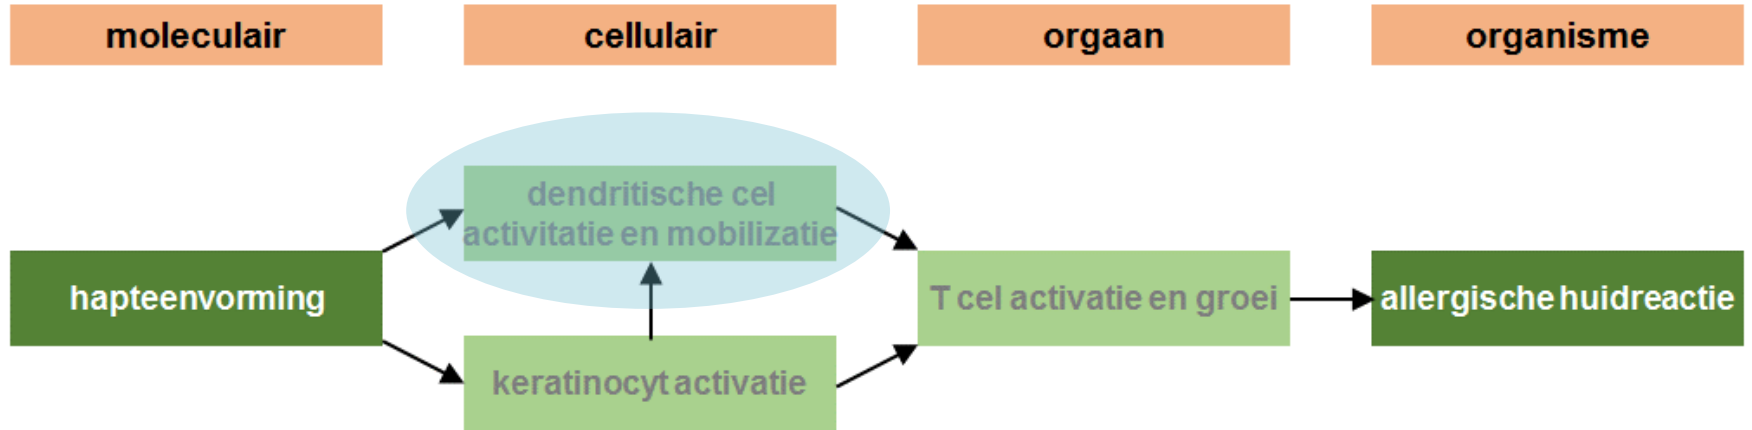 moleculair
cellulair
orgaan
organisme
dendritische cel
activitatie en mobilizatie
hapteenvorming
T cel activatie en groei
allergische huidreactie
keratinocyt activatie